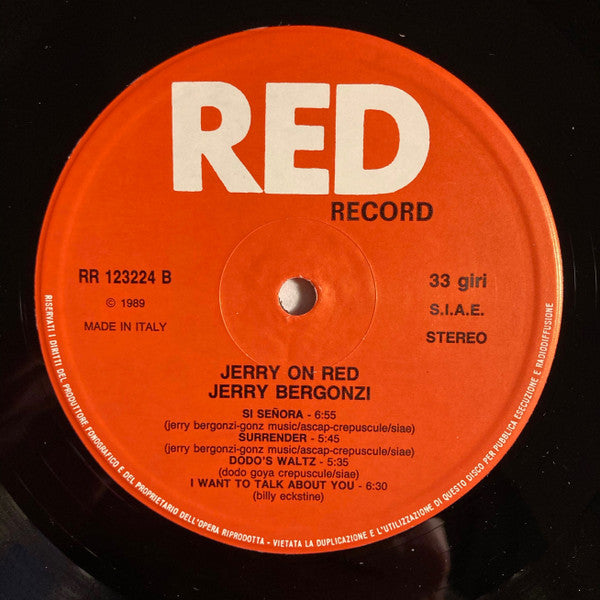 RED
RECORD
RR 123224 B
© 1989
MADE IN ITALY
33 giri
S.I.A.E.
STEREO
JERRY ON RED
JERRY BERGONZI
SI SEÑORA - 6:55
(jerry bergonzi-gonz music/ascap-crepuscule/siae)
SURRENDER - 5:45
(jerry bergonzi-gonz music/ascap-crepuscule/siae)
DODO'S WALTZ - 5:35
(dodo goya crepuscule/siae)
I WANT TO TALK ABOUT YOU - 6:30
(billy eckstine)
RISERVATI I DIRITTI DEL PRODUTTORE FONOGRAFICO E DEL PROPRIETARIO DELL'OPERA RIPRODOTTA - VIETATA LA DUPLICAZIONE E L'UTILIZZAZIONE DI QUESTO DISCO PER PUBBLICA ESECUZIONE E RADIODIFFUSIONE